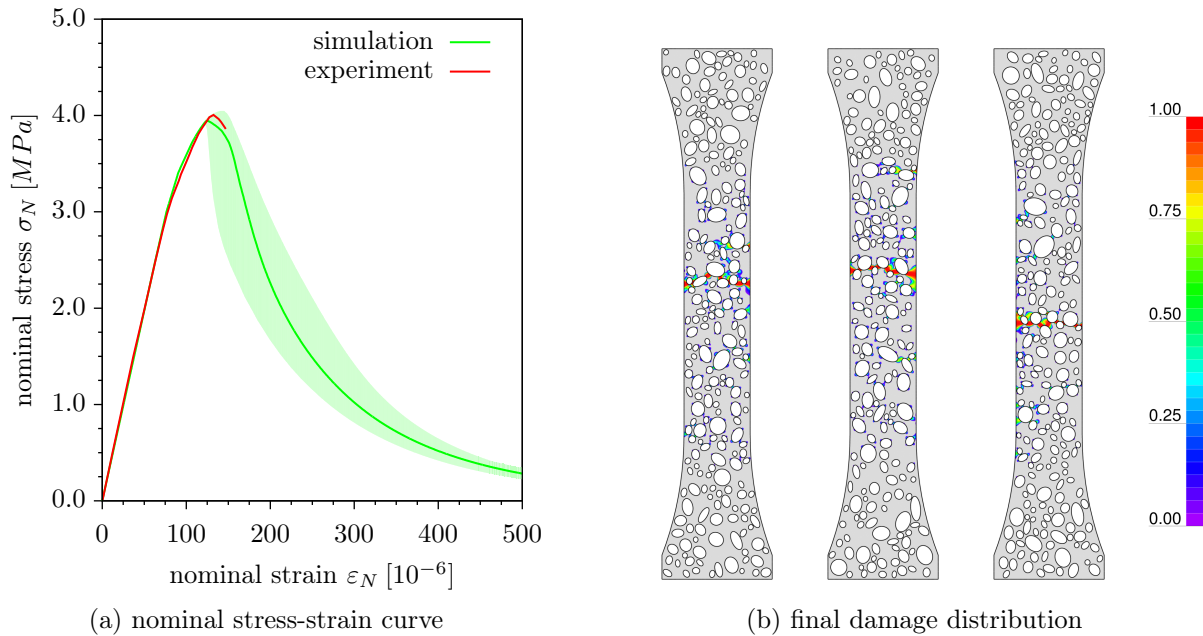 5.0
4.0
3.0
2.0
1.0
0.0
nominal stress σ_N [MPa]
simulation
experiment
0 100 200 300 400 500
nominal strain ε_N [10⁻⁶]
(a) nominal stress-strain curve
1.00
0.75
0.50
0.25
0.00
(b) final damage distribution